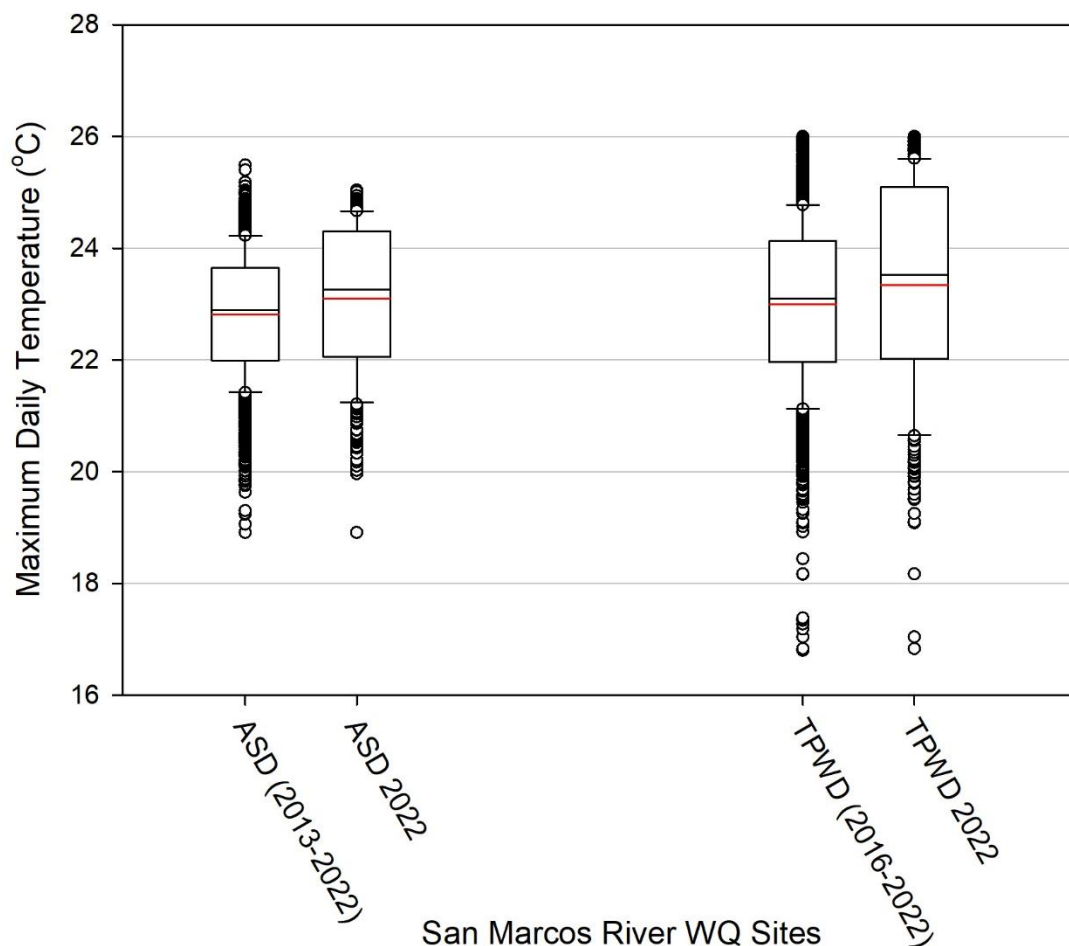 Maximum Daily Temperature (°C)
28
26
24
22
20
18
16
ASD (2013-2022)
ASD 2022
TPWD (2016-2022)
TPWD 2022
San Marcos River WQ Sites